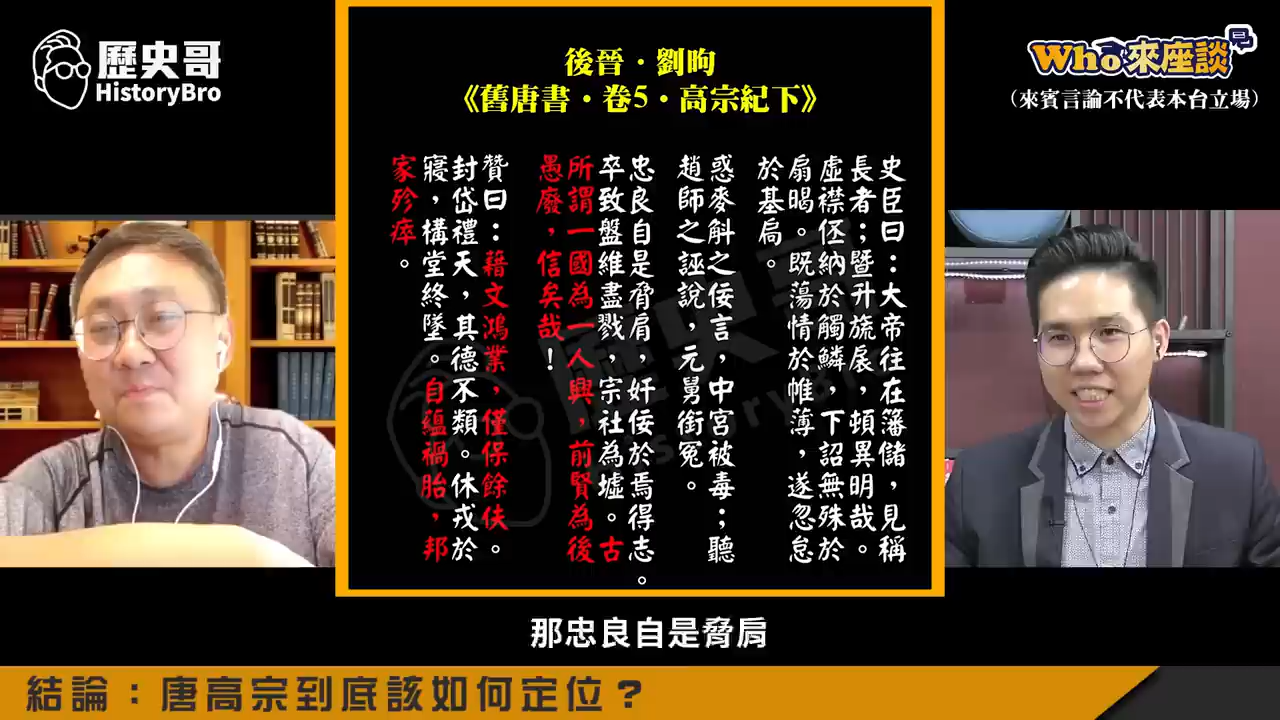 歷史哥
HistoryBro
後晉·劉昫
《舊唐書·卷5·高宗紀下》
Who來座談
（來賓言論不代表本台立場）
史臣曰：大帝往在藩儲，見稱
長者；暨升旒扆，頓異明哉。
虛襟似納於觸鱗，下詔無殊於
扇暍。既蕩情於帷薄，遂忽怠
於基扃。
惑麥斛之佞言，中宮被毒；聽
趙師之誣說，元舅銜冤。
忠良自是脅肩，奸佞於焉得志。
卒致盤維盡戮，宗社為墟。古
所謂一國為一人興，前賢為後
愚廢，信矣哉！
贊曰：藉文鴻業，僅保餘位。
封岱禮天，其德不類。伏戎於
寢，構堂終墜。自蘊禍胎，邦
家殄瘁。
那忠良自是脅肩
結論：唐高宗到底該如何定位？